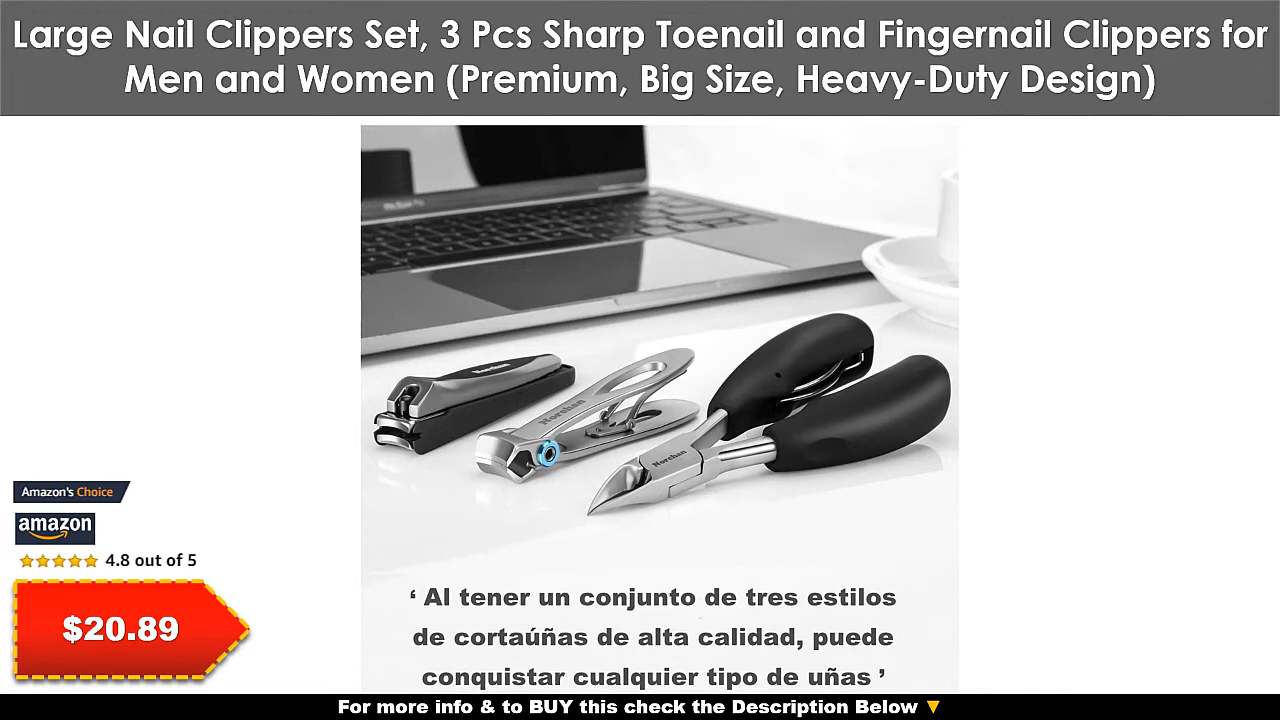 Large Nail Clippers Set, 3 Pcs Sharp Toenail and Fingernail Clippers for
Men and Women (Premium, Big Size, Heavy-Duty Design)
Norchan
Norchan
Norchan
Amazon's Choice
amazon
4.8 out of 5
$20.89
‘ Al tener un conjunto de tres estilos
de cortaúñas de alta calidad, puede
conquistar cualquier tipo de uñas ’
For more info & to BUY this check the Description Below ▼